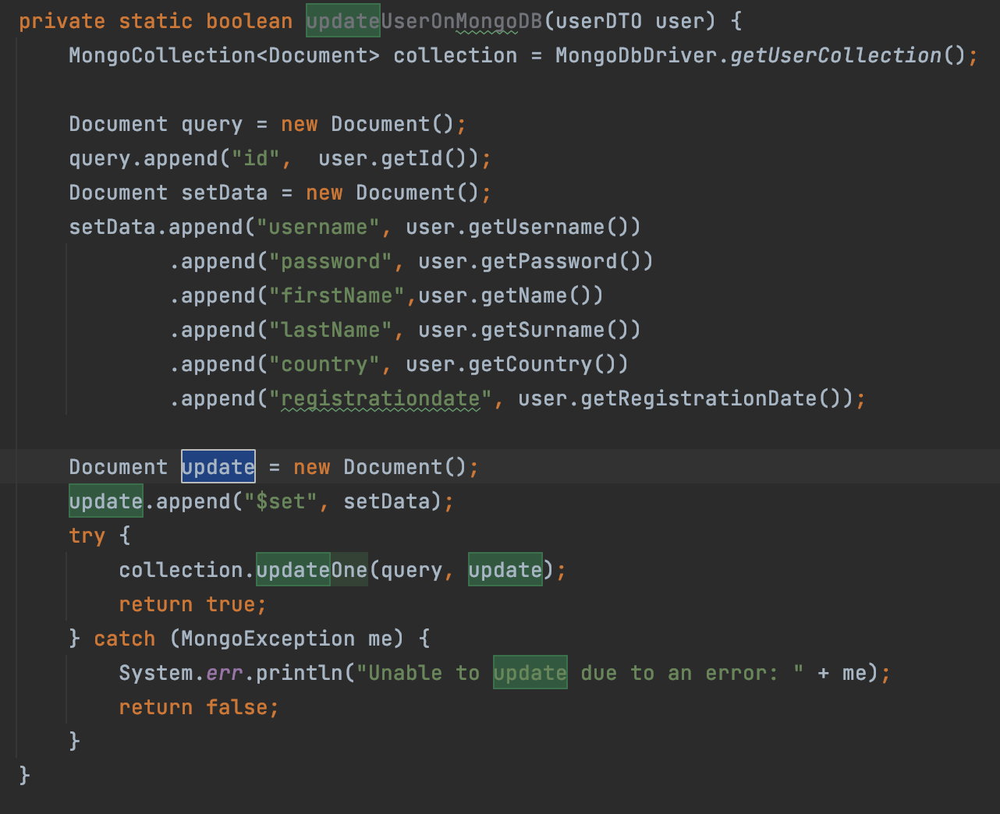 private static boolean updateUserOnMongoDB(userDTO user) {
MongoCollection<Document> collection = MongoDbDriver.getUserCollection();
Document query = new Document();
query.append("id",  user.getId());
Document setData = new Document();
setData.append("username", user.getUsername())
.append("password", user.getPassword())
.append("firstName",user.getName())
.append("lastName", user.getSurname())
.append("country", user.getCountry())
.append("registrationdate", user.getRegistrationDate());
Document update = new Document();
update.append("$set", setData);
try {
collection.updateOne(query, update);
return true;
} catch (MongoException me) {
System.err.println("Unable to update due to an error: " + me);
return false;
}
}